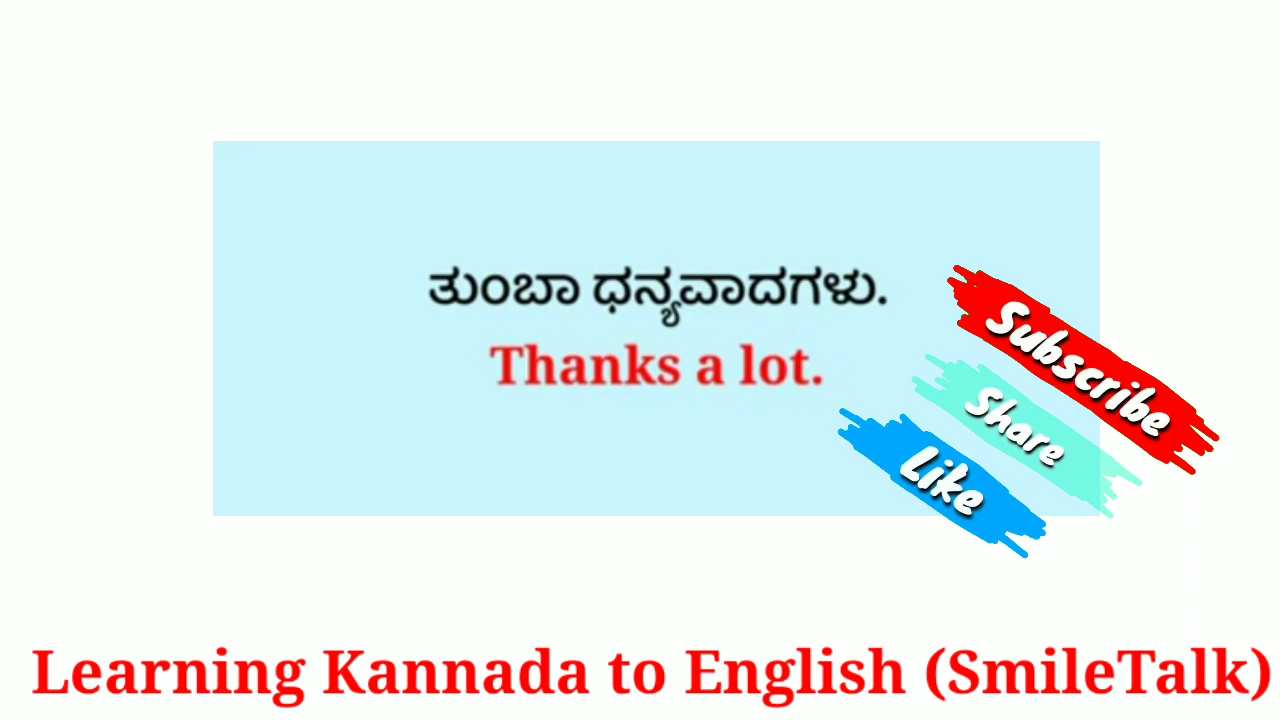 ತುಂಬಾ ಧನ್ಯವಾದಗಳು.
Thanks a lot.
Subscribe
Share
Like
Learning Kannada to English (SmileTalk)